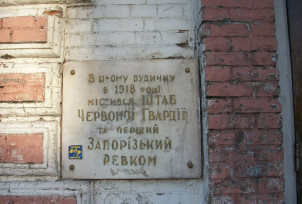 В цьому будинку
в 1918 році
містився ШТАБ
ЧЕРВОНОЇ ГВАРДІЇ
та перший
ЗАПОРІЗЬКИЙ
РЕВКОМ